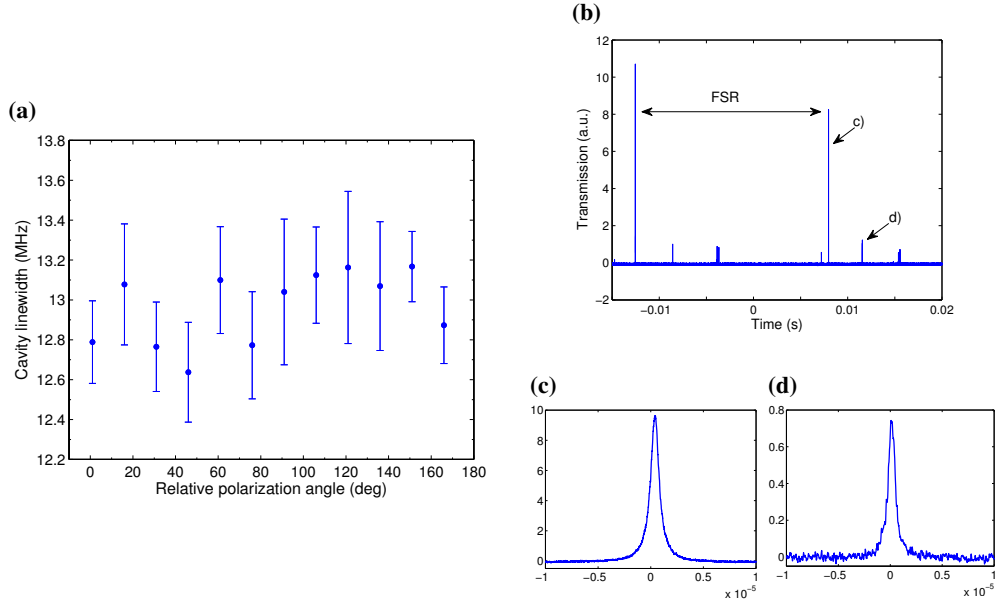 (a)
13.8
13.6
13.4
13.2
13
12.8
12.6
12.4
12.2
Cavity linewidth (MHz)
0 20 40 60 80 100 120 140 160 180
Relative polarization angle (deg)
(b)
12
10
8
6
4
2
0
−2
Transmission (a.u.)
FSR
c)
d)
−0.01 0 0.01 0.02
Time (s)
(c)
10
8
6
4
2
0
−1 −0.5 0 0.5 1
x 10⁻⁵
(d)
0.8
0.6
0.4
0.2
0
−1 −0.5 0 0.5 1
x 10⁻⁵